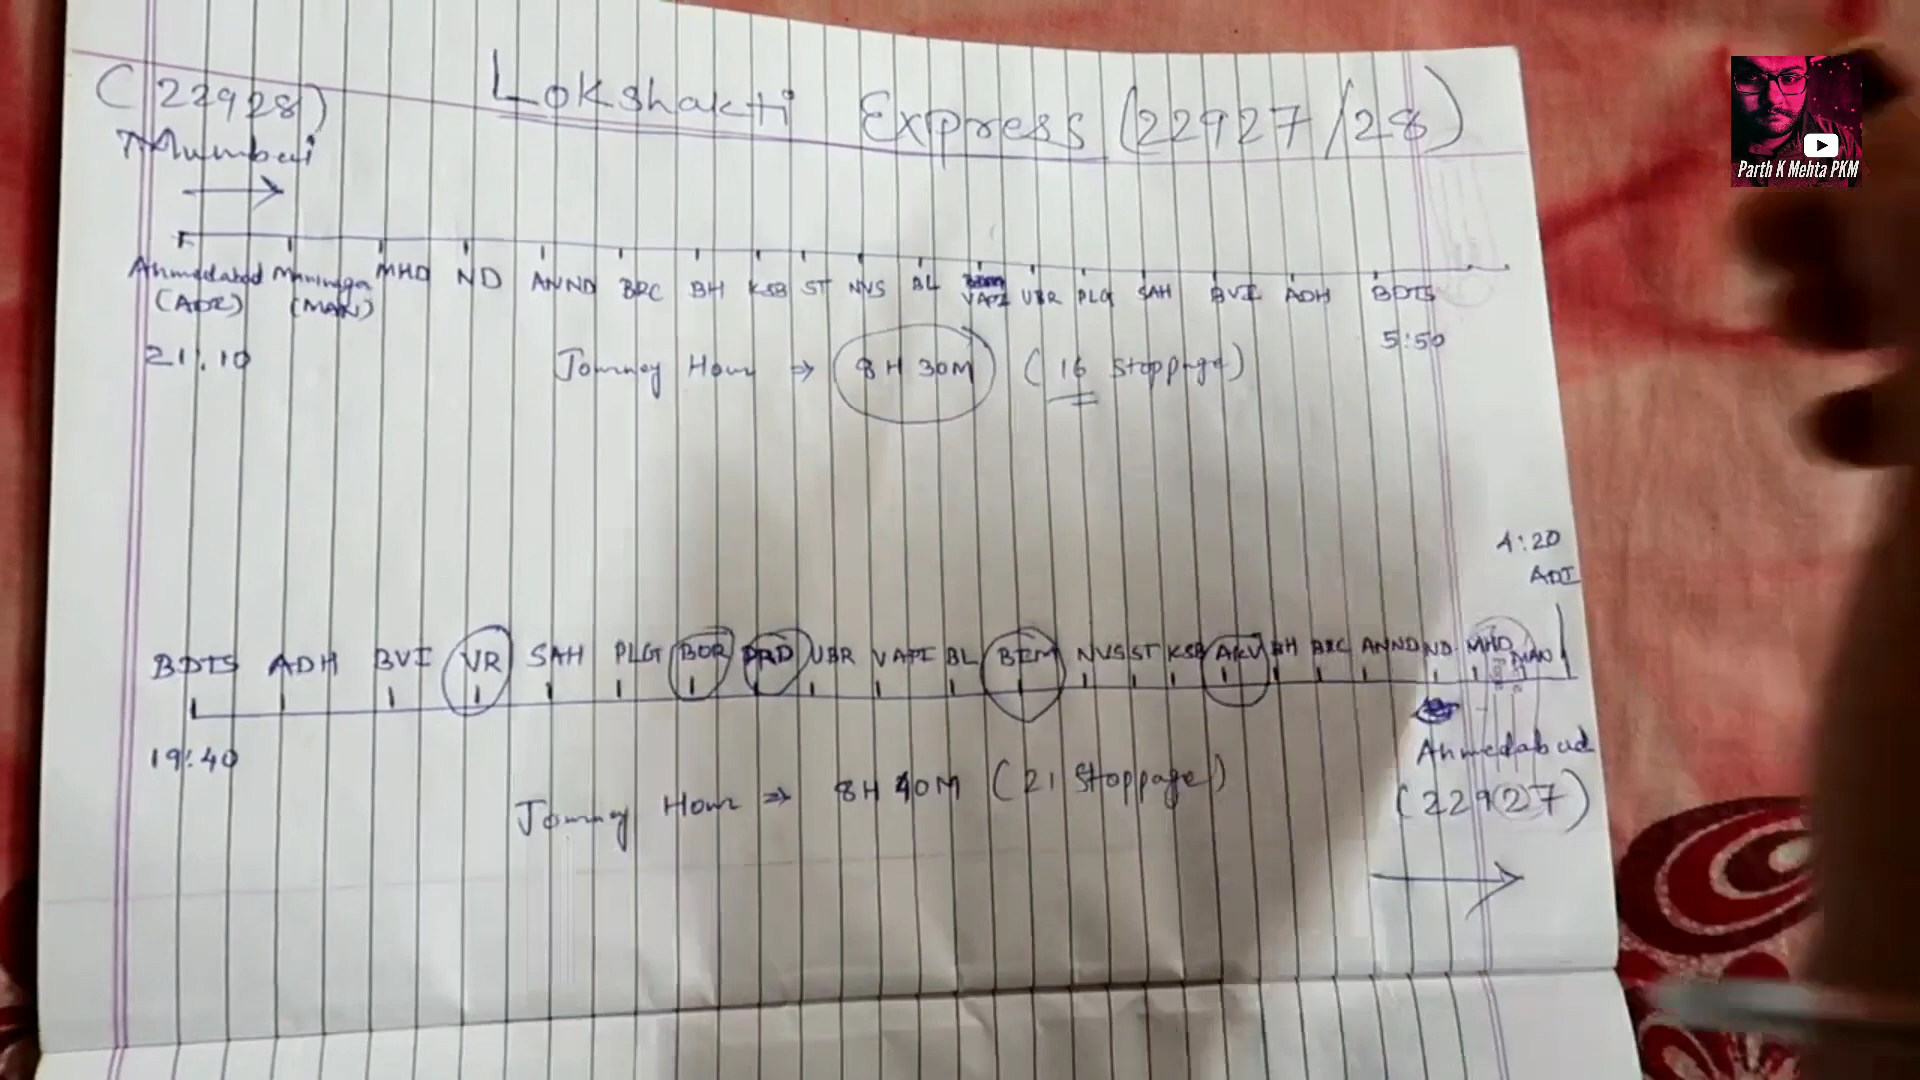 (22928)
Lokshakti Express (22927/28)
Mumbai
Ahmedabad Maninagar MHD ND ANND BRC BH KSB ST NVS BL VAPI UBR PLG SAH BVI ADH BDTS
(ADI) (MAN)
21:10
5:50
Journey Hour ⇒ 8H 30M (16 Stoppage)
4:20
ADI
BDTS ADH BVI VR SAH PLG BOR DRD UBR VAPI BL BIM NVS ST KSB AKV BH BRC ANND ND MHD MAN
19:40
Ahmedabad
(22927)
Journey Hour ⇒ 8H 40M (21 Stoppage)
Parth K Mehta PKM